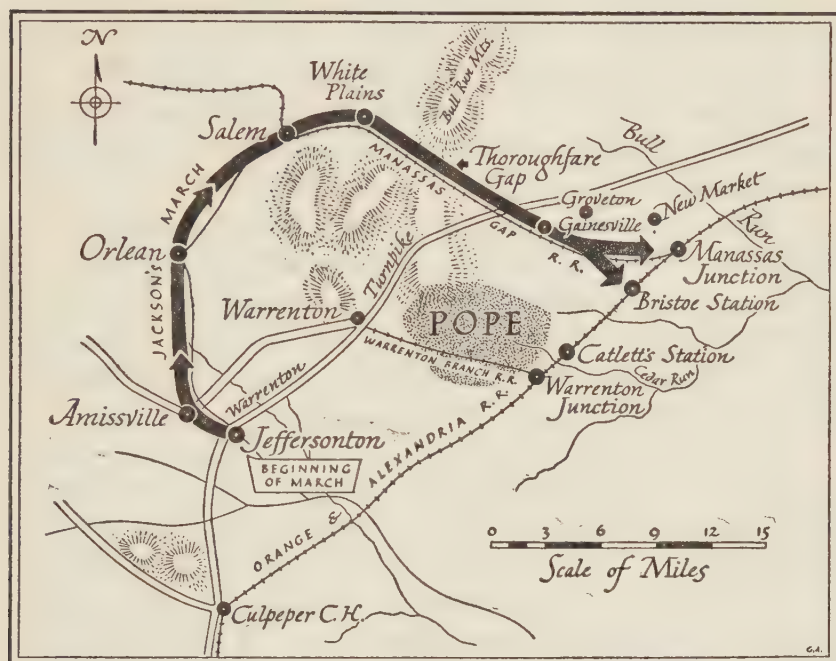 N
White
Plains
Bull Run Mts.
Salem
MANASSAS
GAP
R. R.
Thoroughfare
Gap
Bull
Run
MARCH
JACKSON'S
Groveton
New Market
Gainesville
Orlean
Manassas
Junction
Turnpike
Warrenton
Bristoe Station
POPE
WARRENTON BRANCH R.R.
Catlett's Station
Cedar Run
Warrenton
Amissville
Warrenton
Junction
Jeffersonton
BEGINNING
OF MARCH
ORANGE & ALEXANDRIA R.R.
0 3 6 9 12 15
Scale of Miles
Culpeper C.H.
G.A.